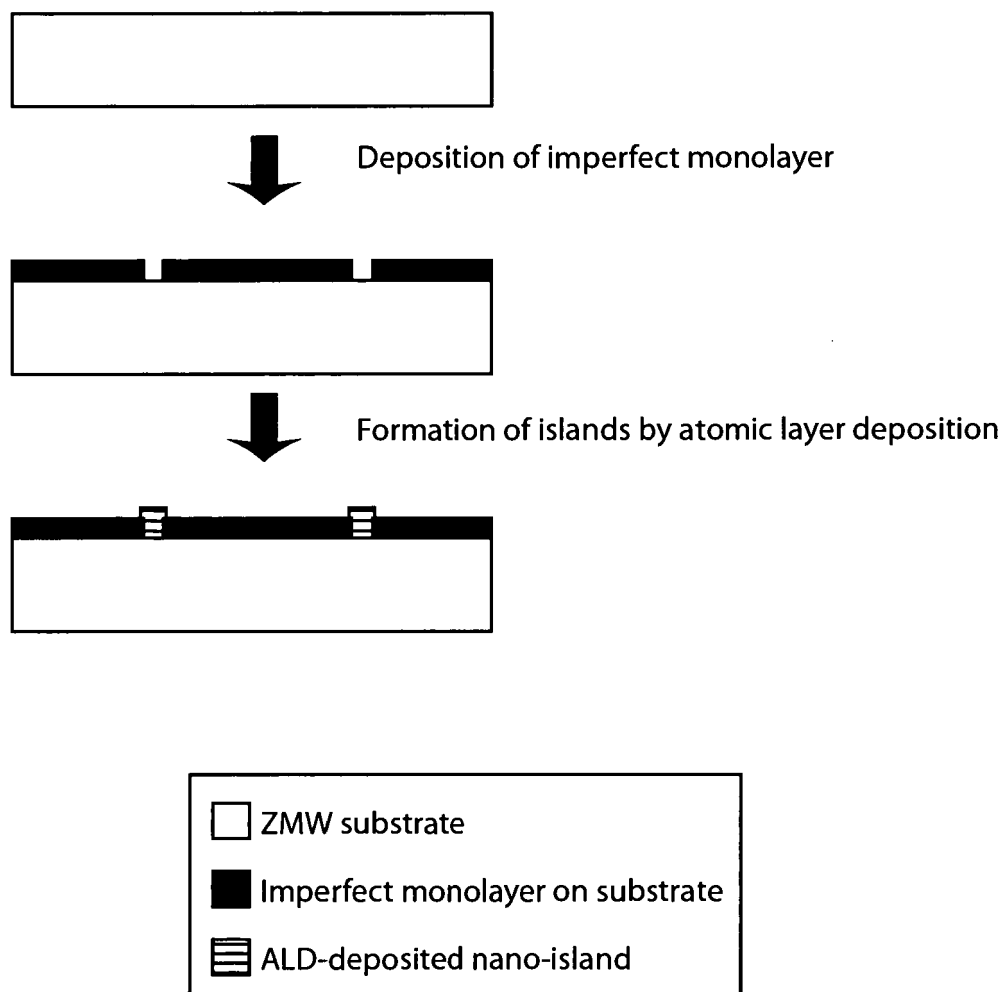 Deposition of imperfect monolayer
Formation of islands by atomic layer deposition
ZMW substrate
Imperfect monolayer on substrate
ALD-deposited nano-island